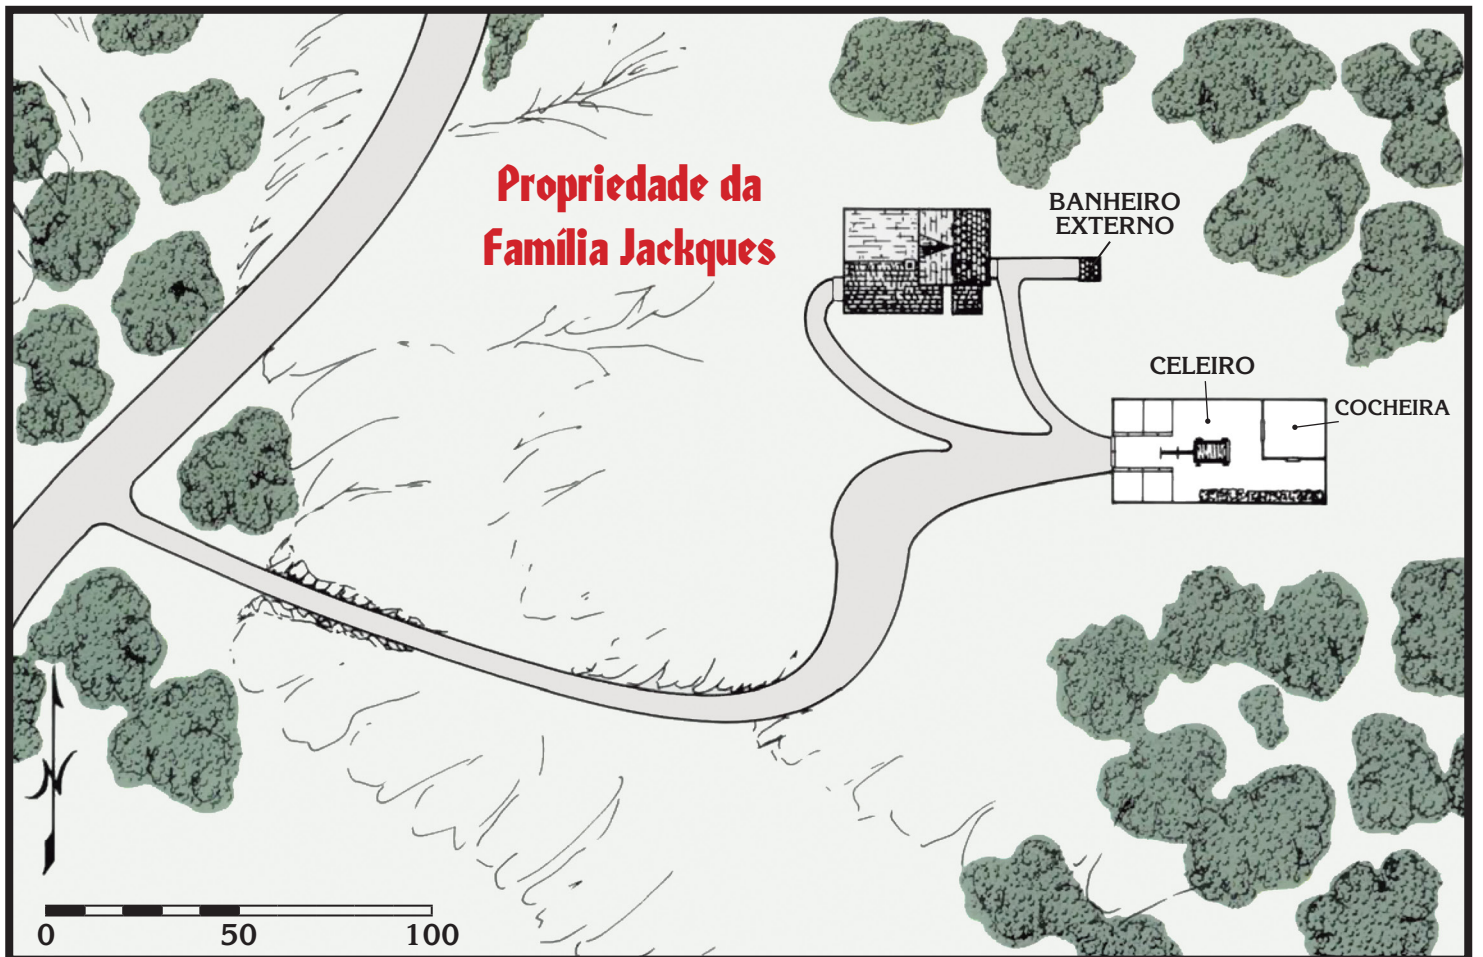 Propriedade da
Família Jackques
BANHEIRO
EXTERNO
CELEIRO
COCHEIRA
N
0 50 100